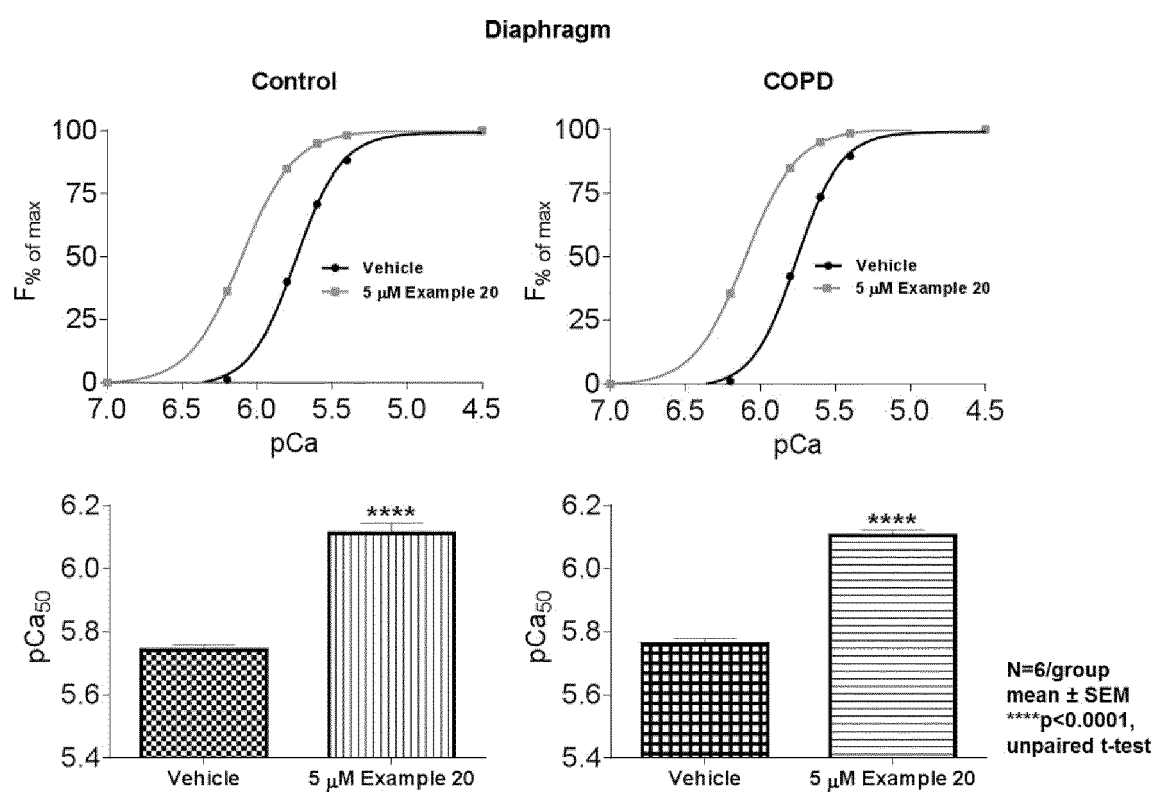 Diaphragm
Control
COPD
100
75
50
25
0
F% of max
7.0 6.5 6.0 5.5 5.0 4.5
pCa
Vehicle
5 μM Example 20
100
75
50
25
0
F% of max
7.0 6.5 6.0 5.5 5.0 4.5
pCa
Vehicle
5 μM Example 20
6.2
6.0
5.8
5.6
5.4
pCa50
****
Vehicle 5 μM Example 20
6.2
6.0
5.8
5.6
5.4
pCa50
****
Vehicle 5 μM Example 20
N=6/group
mean ± SEM
****p<0.0001,
unpaired t-test